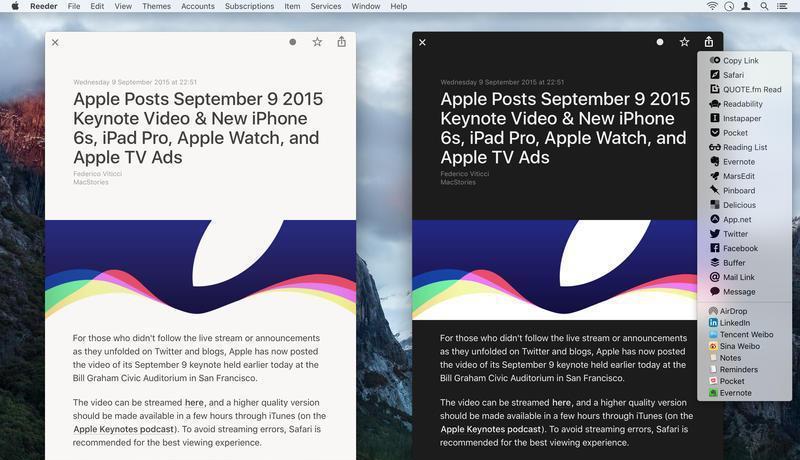 Reeder File Edit View Themes Accounts Subscriptions Item Services Window Help
Wednesday 9 September 2015 at 22:51
Apple Posts September 9 2015
Keynote Video & New iPhone
6s, iPad Pro, Apple Watch, and
Apple TV Ads
Federico Viticci
MacStories
For those who didn't follow the live stream or announcements
as they unfolded on Twitter and blogs, Apple has now posted
the video of its September 9 keynote held earlier today at the
Bill Graham Civic Auditorium in San Francisco.
The video can be streamed here, and a higher quality version
should be made available in a few hours through iTunes (on the
Apple Keynotes podcast). To avoid streaming errors, Safari is
recommended for the best viewing experience.
Wednesday 9 September 2015 at 22:51
Apple Posts September 9 2015
Keynote Video & New iPhone
6s, iPad Pro, Apple Watch, and
Apple TV Ads
Federico Viticci
MacStories
For those who didn't follow the live stream or announcements
as they unfolded on Twitter and blogs, Apple has now posted
the video of its September 9 keynote held earlier today at the
Bill Graham Civic Auditorium in San Francisco.
The video can be streamed here, and a higher quality version
should be made available in a few hours through iTunes (on the
Apple Keynotes podcast). To avoid streaming errors, Safari is
recommended for the best viewing experience.
Copy Link
Safari
QUOTE.fm Read
Readability
Instapaper
Pocket
Reading List
Evernote
MarsEdit
Pinboard
Delicious
App.net
Twitter
Facebook
Buffer
Mail Link
Message
AirDrop
LinkedIn
Tencent Weibo
Sina Weibo
Notes
Reminders
Pocket
Evernote